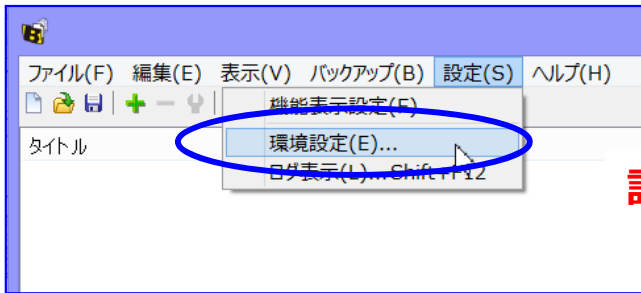 ファイル(F) 編集(E) 表示(V) バックアップ(B) 設定(S) ヘルプ(H)
機能表示設定(F)
環境設定(E)...
ログ表示(L)... Shift+F12
タイトル